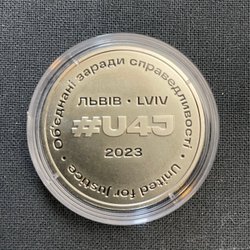 Об'єднані заради справедливості
ЛЬВІВ · LVIV
#U4J
2023
United for Justice